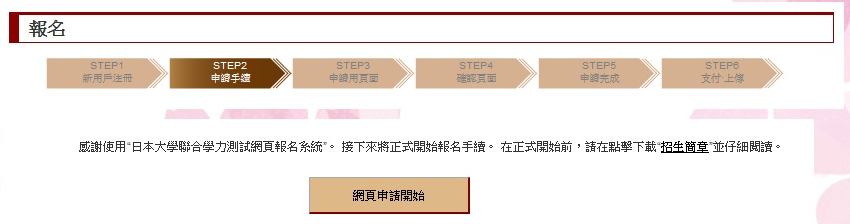 報名
STEP1
新用戶注冊
STEP2
申請手續
STEP3
申請用頁面
STEP4
確認頁面
STEP5
申請完成
STEP6
支付·上傳
感謝使用“日本大學聯合學力測試網頁報名系統”。 接下來將正式開始報名手續。 在正式開始前，請在點擊下載“招生簡章”並仔細閱讀。
網頁申請開始